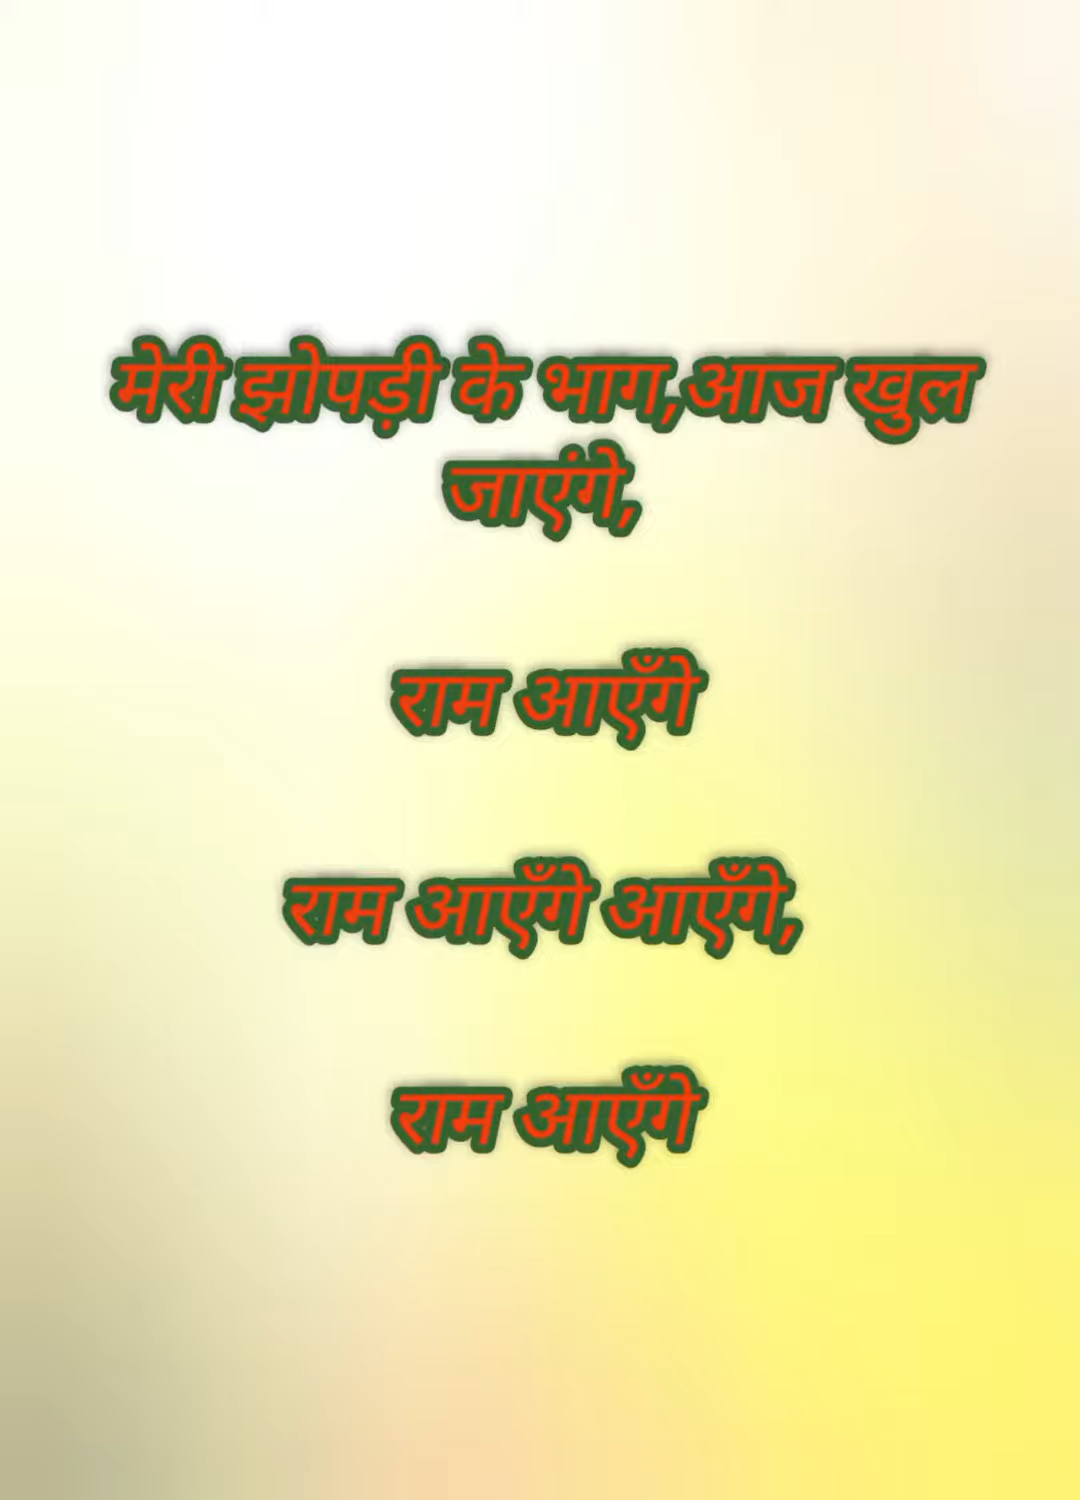 मेरी झोपड़ी के भाग,आज खुल
जाएंगे,
राम आएँगे
राम आएँगे आएँगे,
राम आएँगे